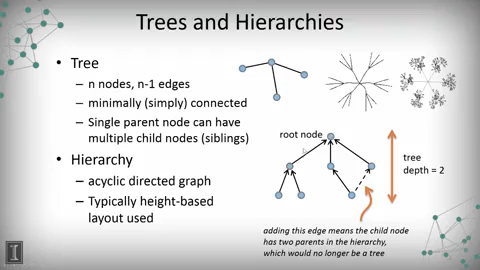 Trees and Hierarchies
• Tree
– n nodes, n-1 edges
– minimally (simply) connected
– Single parent node can have
multiple child nodes (siblings)
• Hierarchy
– acyclic directed graph
– Typically height-based
layout used
root node
tree
depth = 2
adding this edge means the child node
has two parents in the hierarchy,
which would no longer be a tree